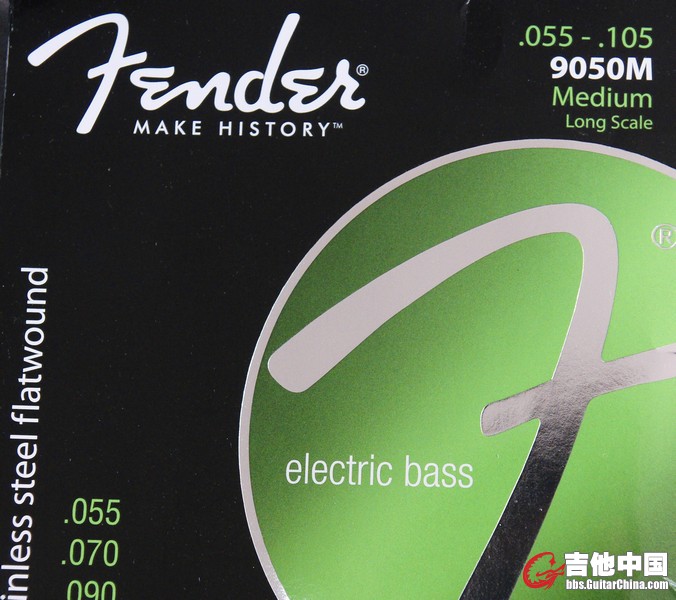 Fender®
MAKE HISTORY™
.055 - .105
9050M
Medium
Long Scale
®
electric bass
inless steel flatwound
.055
.070
.090
吉他中国
bbs.GuitarChina.com